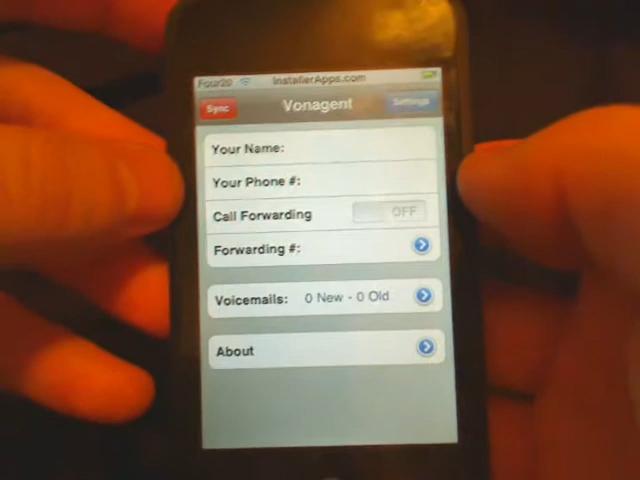 Four20 InstallerApps.com
Sync Vonagent Settings
Your Name:
Your Phone #:
Call Forwarding OFF
Forwarding #:
Voicemails: 0 New - 0 Old
About